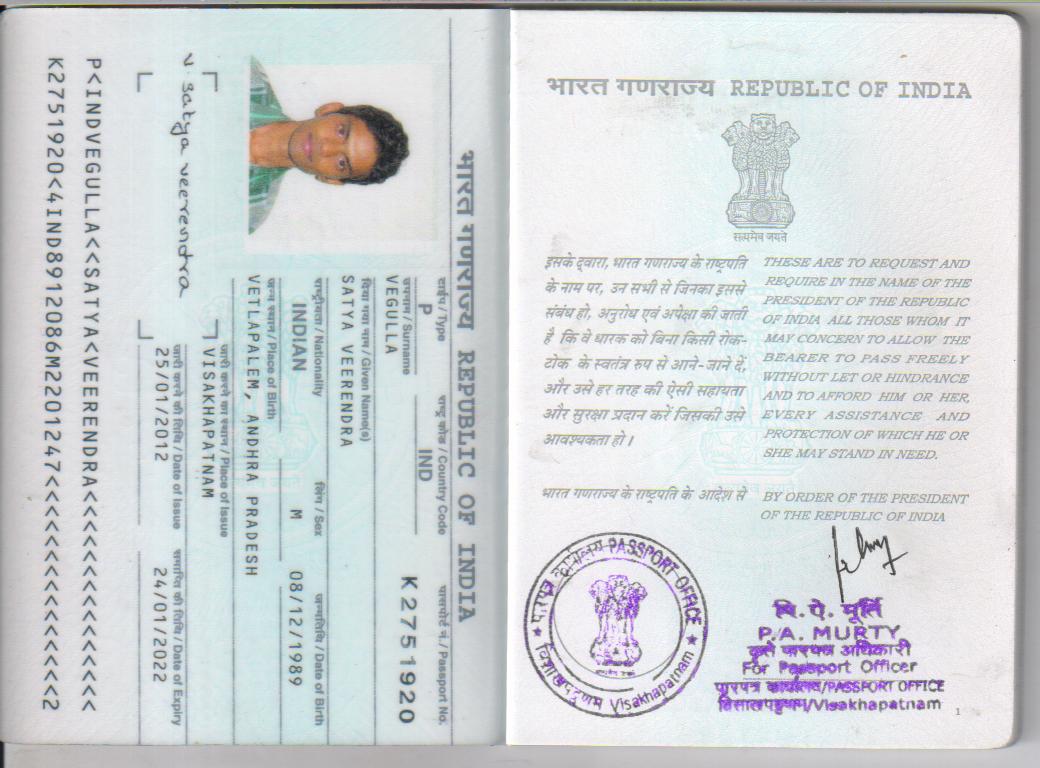 भारत गणराज्य REPUBLIC OF INDIA
टाईप / Type
P
राष्ट्र कोड / Country Code
IND
पासपोर्ट नं. / Passport No.
K2751920
उपनाम / Surname
VEGULLA
दिया गया नाम / Given Name(s)
SATYA VEERENDRA
राष्ट्रीयता / Nationality
INDIAN
लिंग / Sex
M
जन्मतिथि / Date of Birth
08/12/1989
जन्म स्थान / Place of Birth
VETLAPALEM, ANDHRA PRADESH
जारी करने का स्थान / Place of Issue
VISAKHAPATNAM
जारी करने की तिथि / Date of Issue
25/01/2012
समाप्ति की तिथि / Date of Expiry
24/01/2022
V. Satya veerendra
P<INDVEGULLA<<SATYA<VEERENDRA<<<<<<<<<<<<<<<
K2751920<4IND8912086M2201247<<<<<<<<<<<<<<<2
भारत गणराज्य REPUBLIC OF INDIA
सत्यमेव जयते
इसके द्वारा, भारत गणराज्य के राष्ट्रपति
के नाम पर, उन सभी से जिनका इससे
संबंध हो, अनुरोध एवं अपेक्षा की जाती
है कि वे धारक को बिना किसी रोक-
टोक के स्वतंत्र रुप से आने-जाने दें,
और उसे हर तरह की ऐसी सहायता
और सुरक्षा प्रदान करें जिसकी उसे
आवश्यकता हो ।
THESE ARE TO REQUEST AND
REQUIRE IN THE NAME OF THE
PRESIDENT OF THE REPUBLIC
OF INDIA ALL THOSE WHOM IT
MAY CONCERN TO ALLOW THE
BEARER TO PASS FREELY
WITHOUT LET OR HINDRANCE
AND TO AFFORD HIM OR HER,
EVERY ASSISTANCE AND
PROTECTION OF WHICH HE OR
SHE MAY STAND IN NEED.
भारत गणराज्य के राष्ट्रपति के आदेश से
BY ORDER OF THE PRESIDENT
OF THE REPUBLIC OF INDIA
पारपत्र कार्यालय PASSPORT OFFICE
Visakhapatnam
पि.ऐ. मूर्ति
P.A. MURTY
कृते पारपत्र अधिकारी
For Passport Officer
पारपत्र कार्यालय/PASSPORT OFFICE
/Visakhapatnam
1